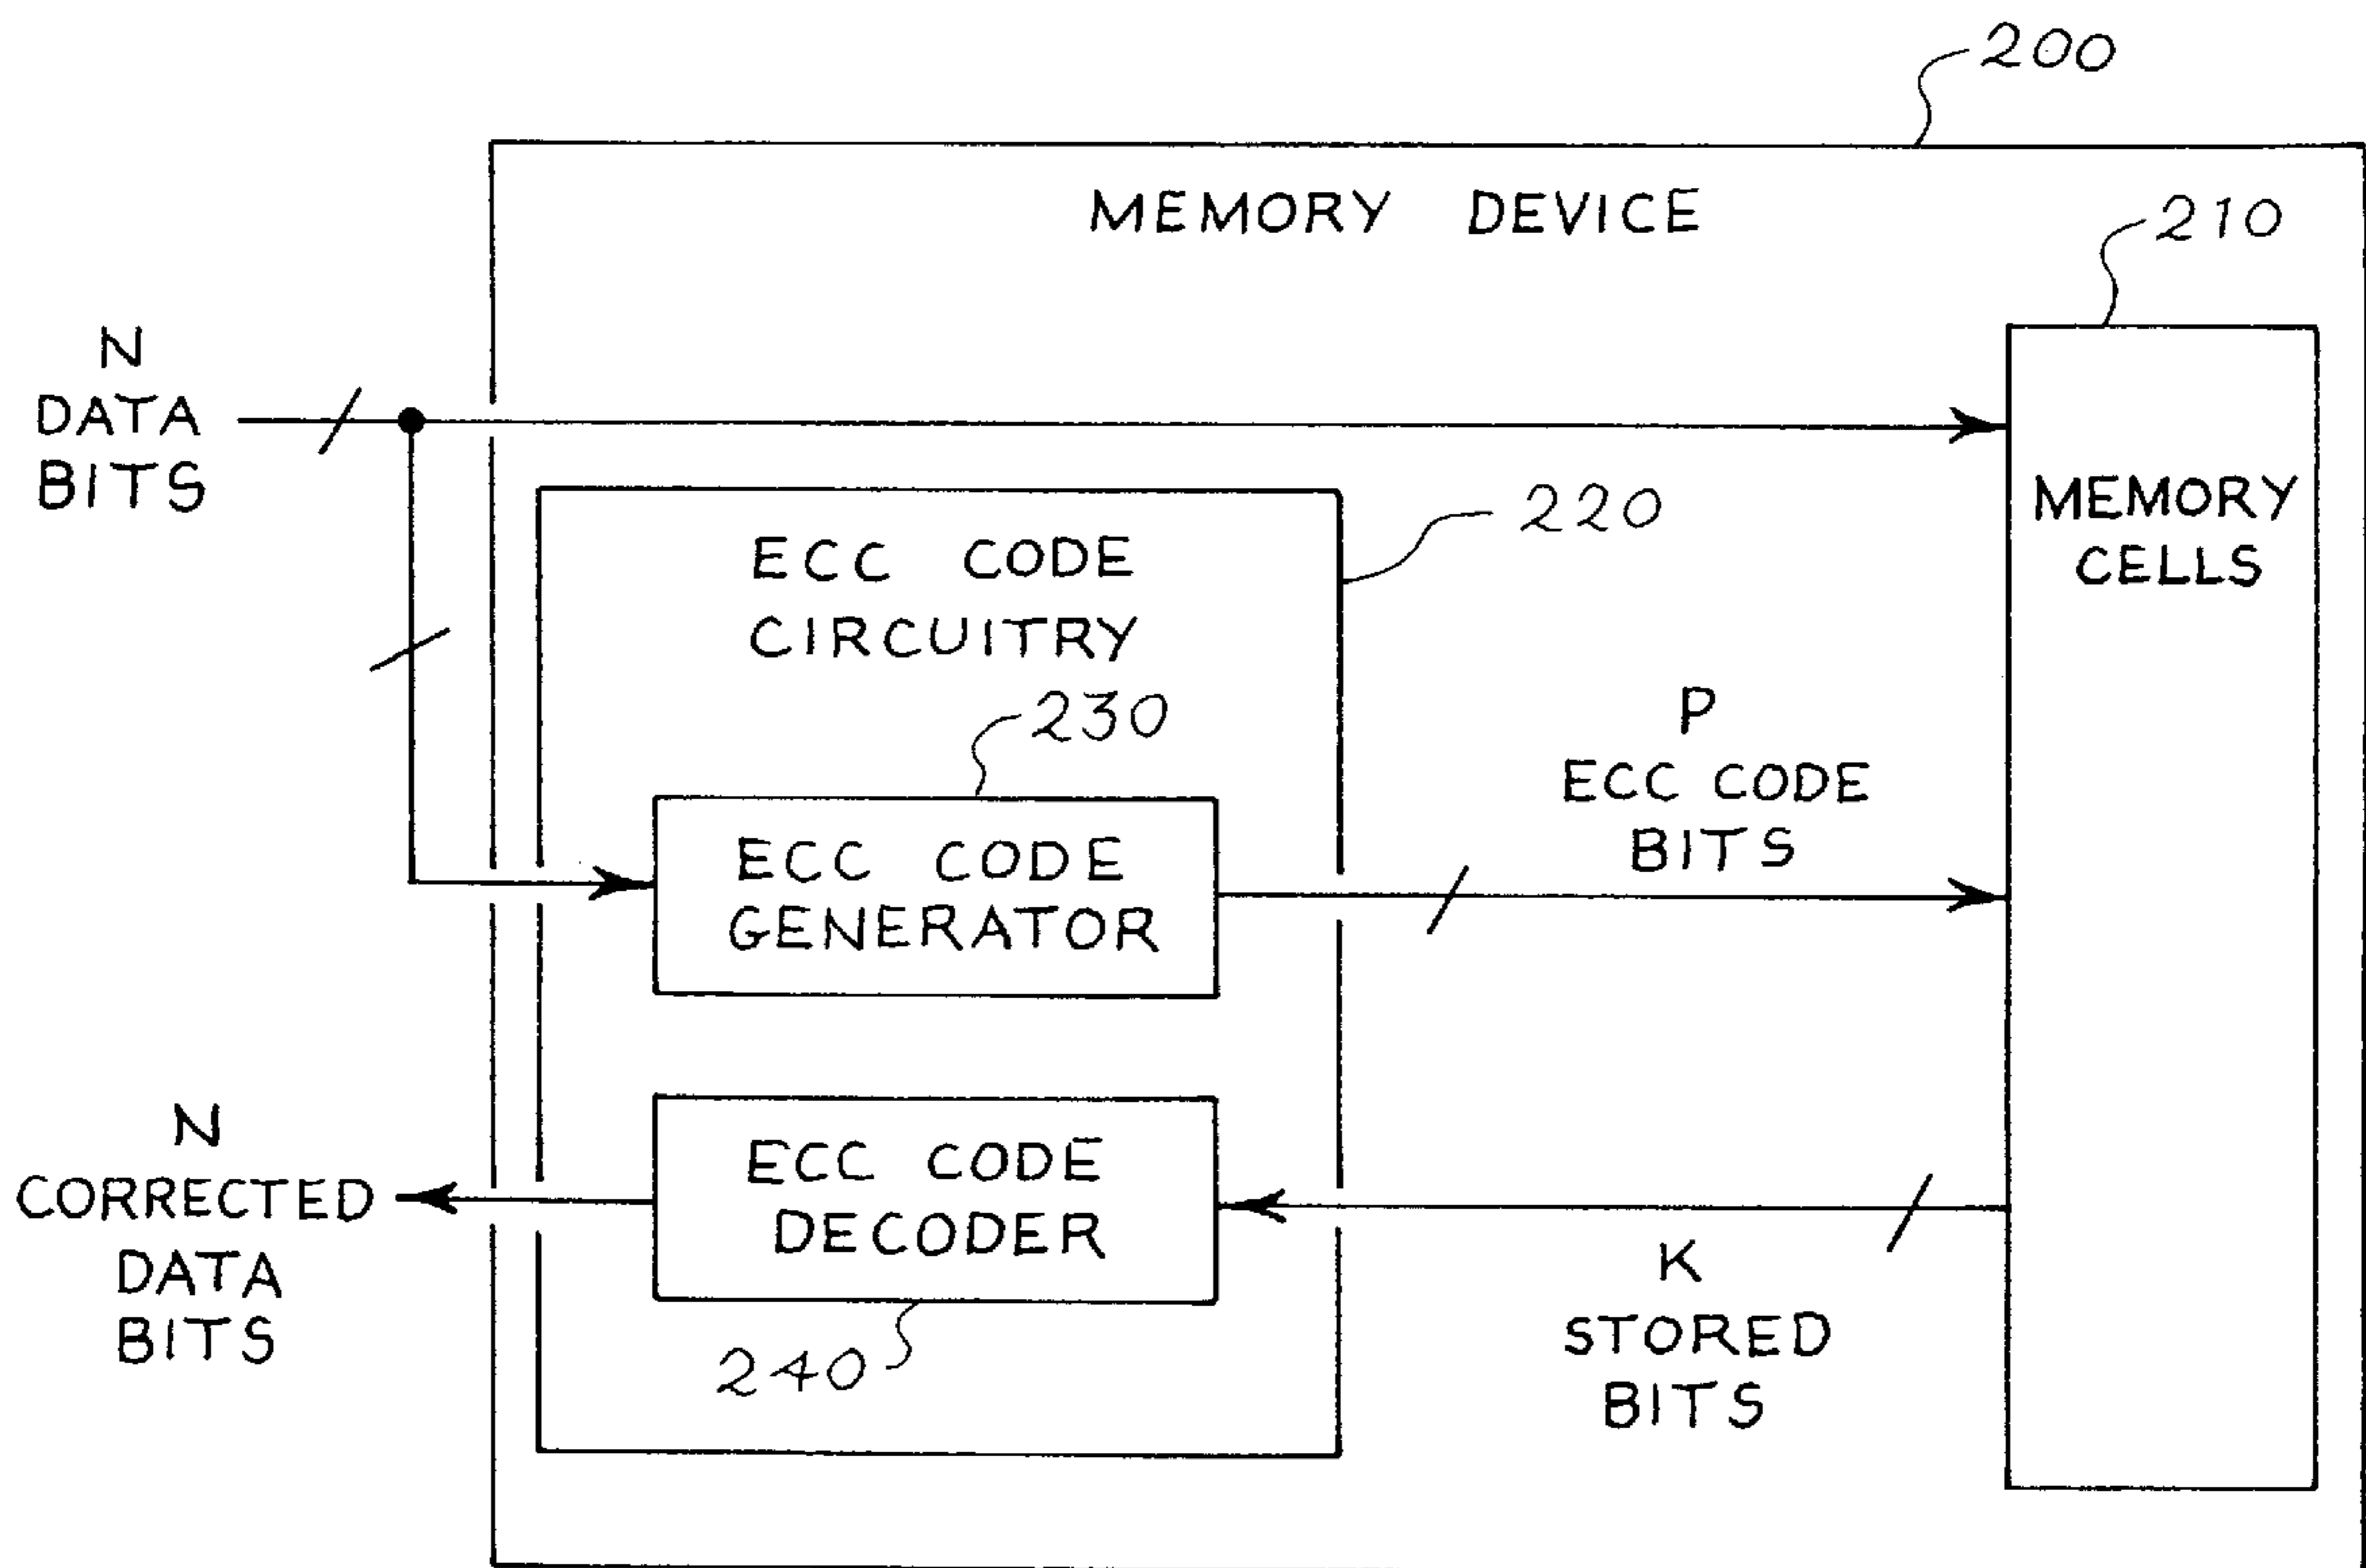 200
MEMORY DEVICE
210
N
DATA
BITS
MEMORY
CELLS
220
ECC CODE
CIRCUITRY
230
P
ECC CODE
BITS
ECC CODE
GENERATOR
N
CORRECTED
DATA
BITS
ECC CODE
DECODER
240
K
STORED
BITS